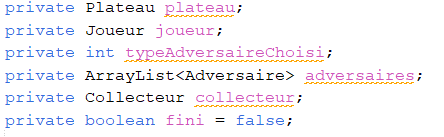 private Plateau plateau;
private Joueur joueur;
private int typeAdversaireChoisi;
private ArrayList<Adversaire> adversaires;
private Collecteur collecteur;
private boolean fini = false;